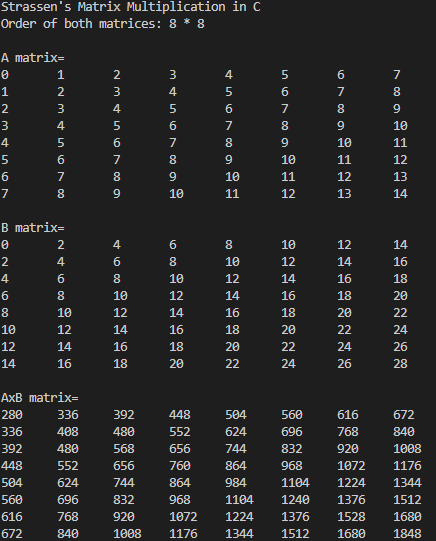 Strassen's Matrix Multiplication in C
Order of both matrices: 8 * 8
A matrix=
0 1 2 3 4 5 6 7
1 2 3 4 5 6 7 8
2 3 4 5 6 7 8 9
3 4 5 6 7 8 9 10
4 5 6 7 8 9 10 11
5 6 7 8 9 10 11 12
6 7 8 9 10 11 12 13
7 8 9 10 11 12 13 14
B matrix=
0 2 4 6 8 10 12 14
2 4 6 8 10 12 14 16
4 6 8 10 12 14 16 18
6 8 10 12 14 16 18 20
8 10 12 14 16 18 20 22
10 12 14 16 18 20 22 24
12 14 16 18 20 22 24 26
14 16 18 20 22 24 26 28
AxB matrix=
280 336 392 448 504 560 616 672
336 408 480 552 624 696 768 840
392 480 568 656 744 832 920 1008
448 552 656 760 864 968 1072 1176
504 624 744 864 984 1104 1224 1344
560 696 832 968 1104 1240 1376 1512
616 768 920 1072 1224 1376 1528 1680
672 840 1008 1176 1344 1512 1680 1848